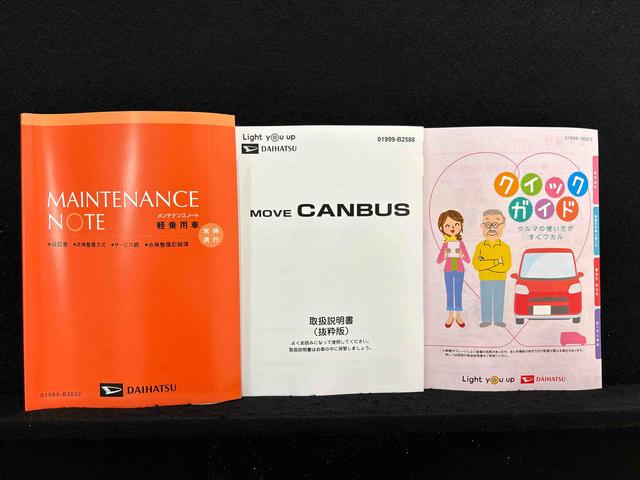 MAINTENANCE
NOTE
メンテナンスノート
軽乗用車
常時
携行
●保証書 ●点検整備方式 ●サービス網 ●点検整備記録簿
DAIHATSU
01999-B2032
Light you up
DAIHATSU
01999-B2588
MOVE CANBUS
取扱説明書
(抜粋版)
よくお読みになって使用してください。
取扱説明書はお車の中に保管しましょう。
クイック
ガイド
クルマの使い方が
すぐワカル
Light you up
DAIHATSU